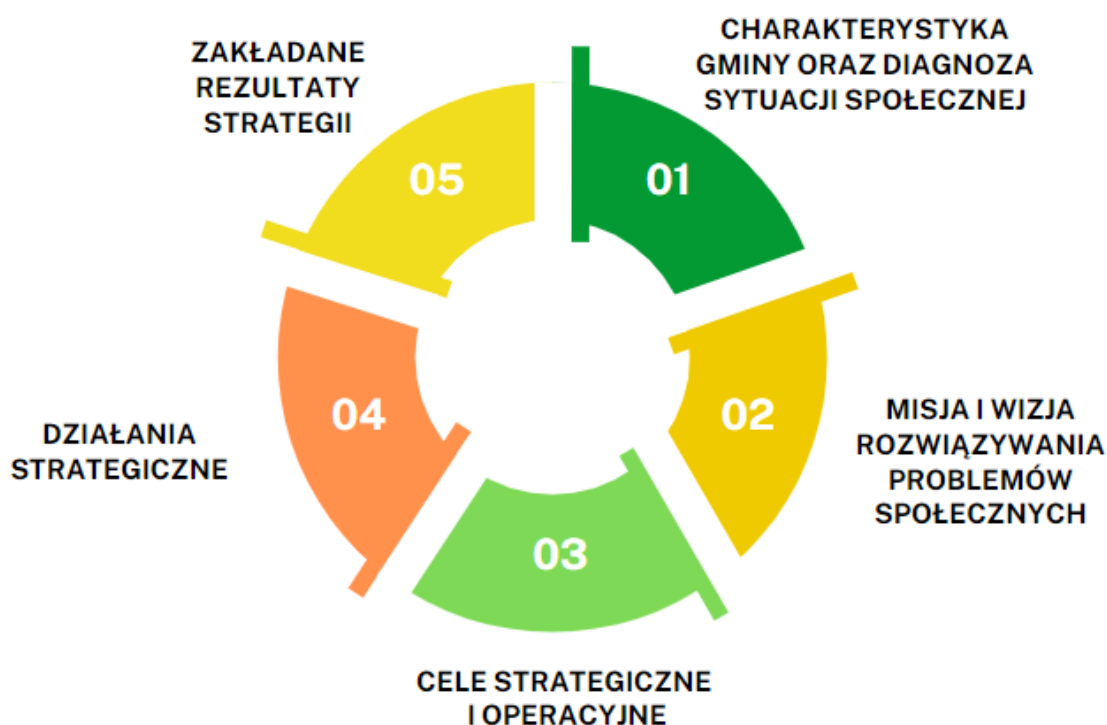 01
CHARAKTERYSTYKA
GMINY ORAZ DIAGNOZA
SYTUACJI SPOŁECZNEJ
02
MISJA I WIZJA
ROZWIĄZYWANIA
PROBLEMÓW
SPOŁECZNYCH
03
CELE STRATEGICZNE
I OPERACYJNE
04
DZIAŁANIA
STRATEGICZNE
05
ZAKŁADANE
REZULTATY
STRATEGII